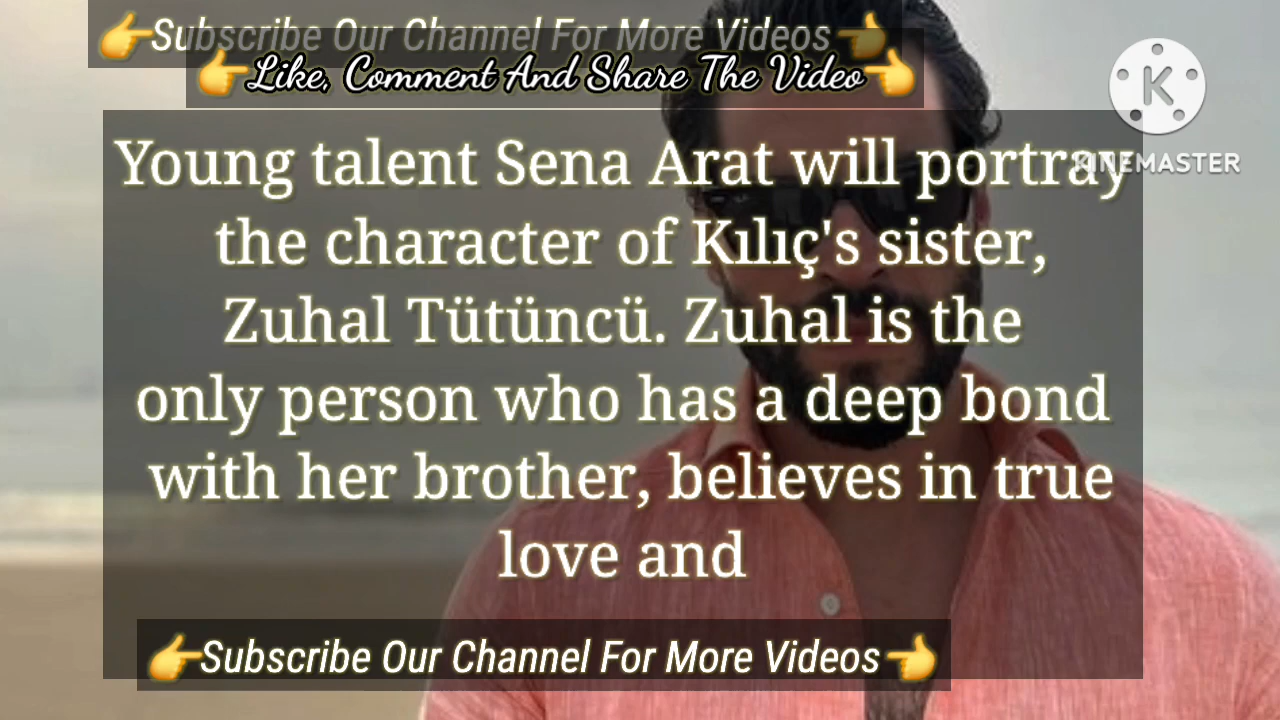 👉Subscribe Our Channel For More Videos👈
👉Like, Comment And Share The Video👈
K
KINEMASTER
Young talent Sena Arat will portray
the character of Kılıç's sister,
Zuhal Tütüncü. Zuhal is the
only person who has a deep bond
with her brother, believes in true
love and
👉Subscribe Our Channel For More Videos👈